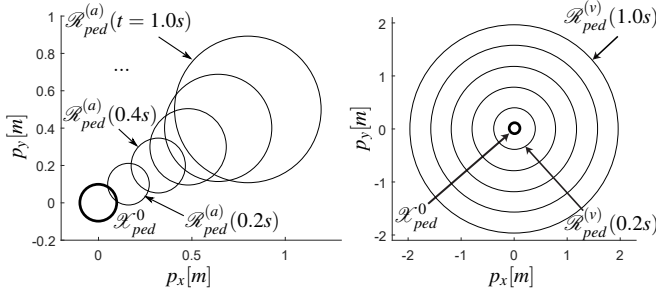 1
0.8
0.6
0.4
0.2
0
-0.2
p_y[m]
0
0.5
1
p_x[m]
ℛ_ped^(a)(t = 1.0s)
...
ℛ_ped^(a)(0.4s)
𝒳_ped^0
ℛ_ped^(a)(0.2s)
2
1
0
-1
-2
p_y[m]
-2
-1
0
1
2
p_x[m]
ℛ_ped^(v)(1.0s)
𝒳_ped^0
ℛ_ped^(v)(0.2s)